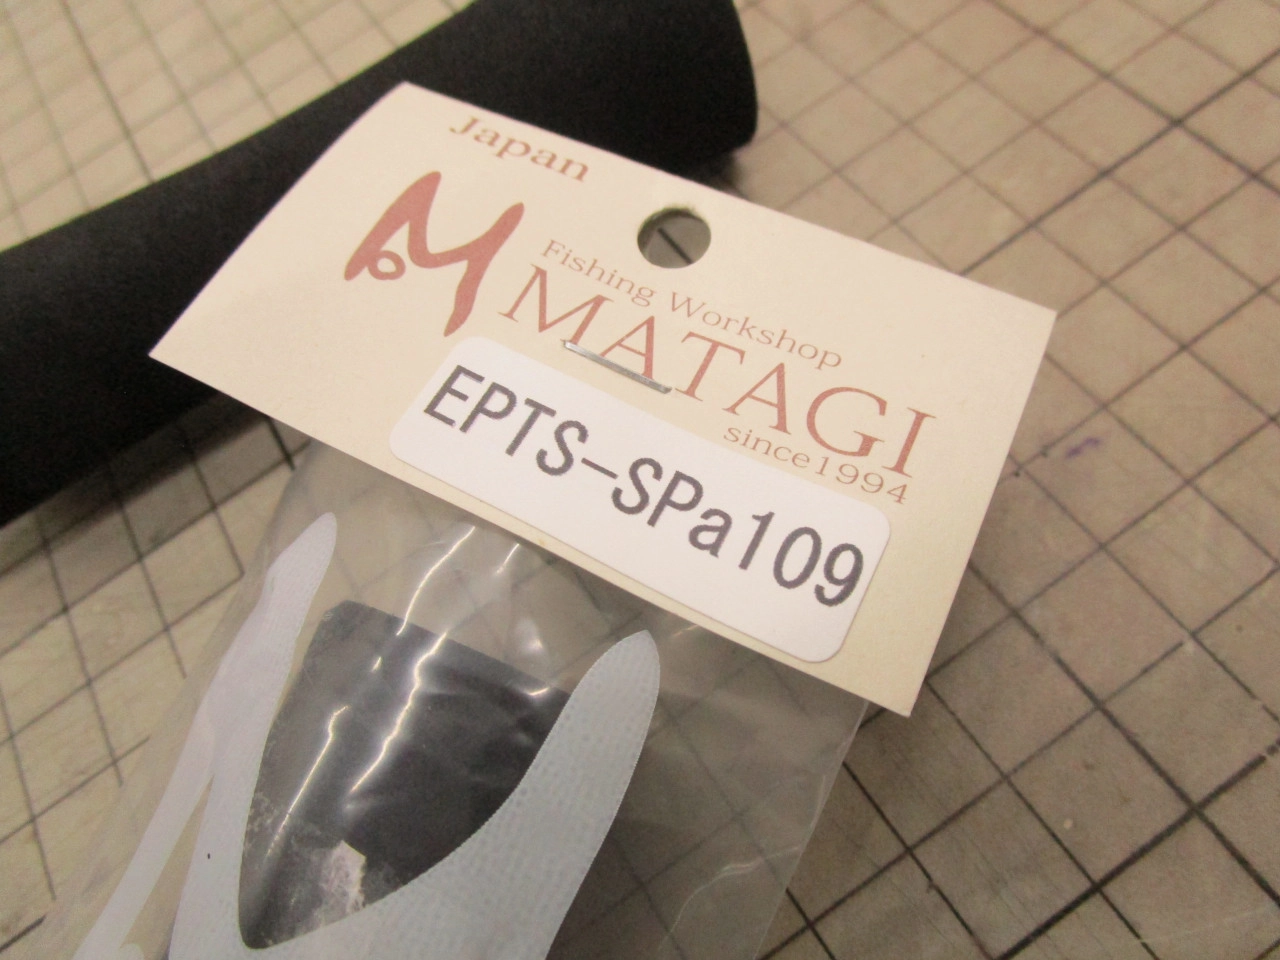 Japan
Fishing Workshop
MATAGI
since1994
EPTS-SPa109